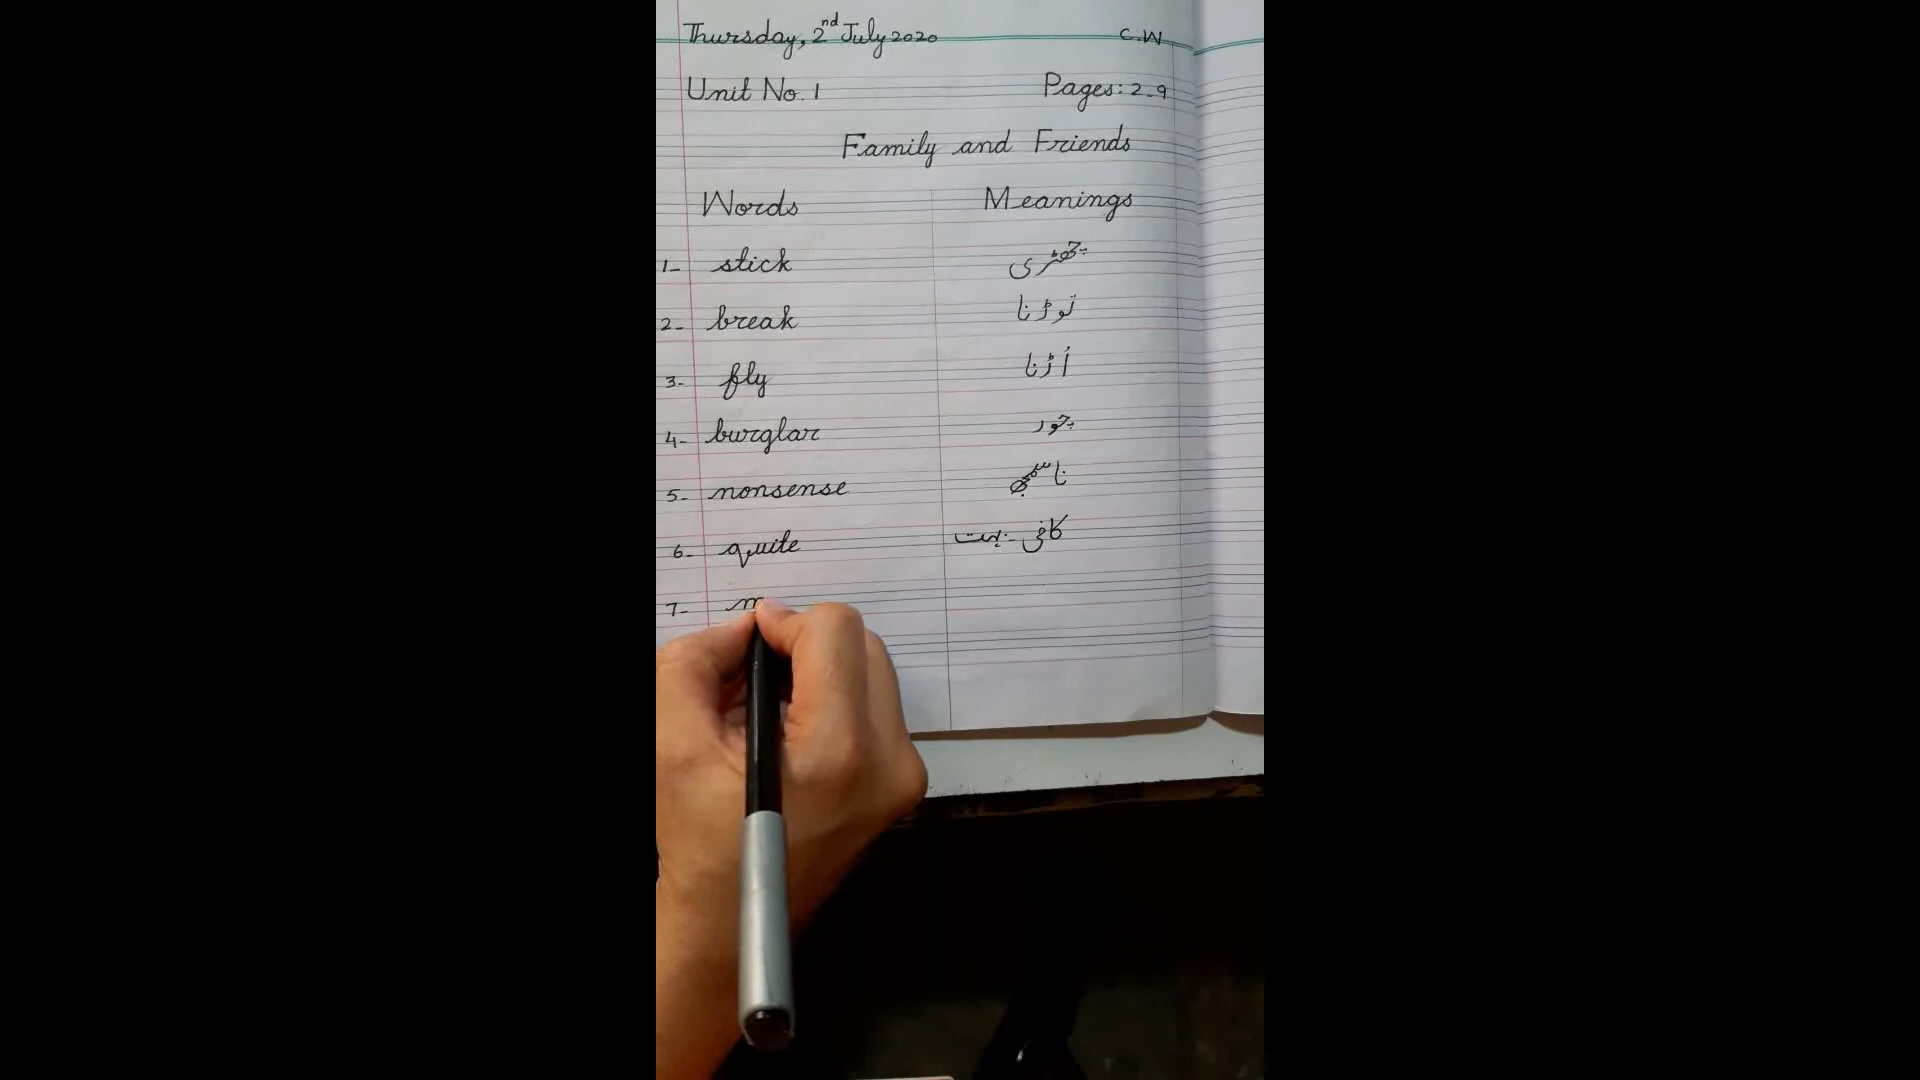 Thursday, 2nd July 2020 C.W
Unit No. 1 Pages: 2-9
Family and Friends
Words Meanings
1- stick چھڑی
2- break توڑنا
3- fly اُڑنا
4- burglar چور
5- nonsense ناسمجھ
6- quite کافی - بہت
7- m